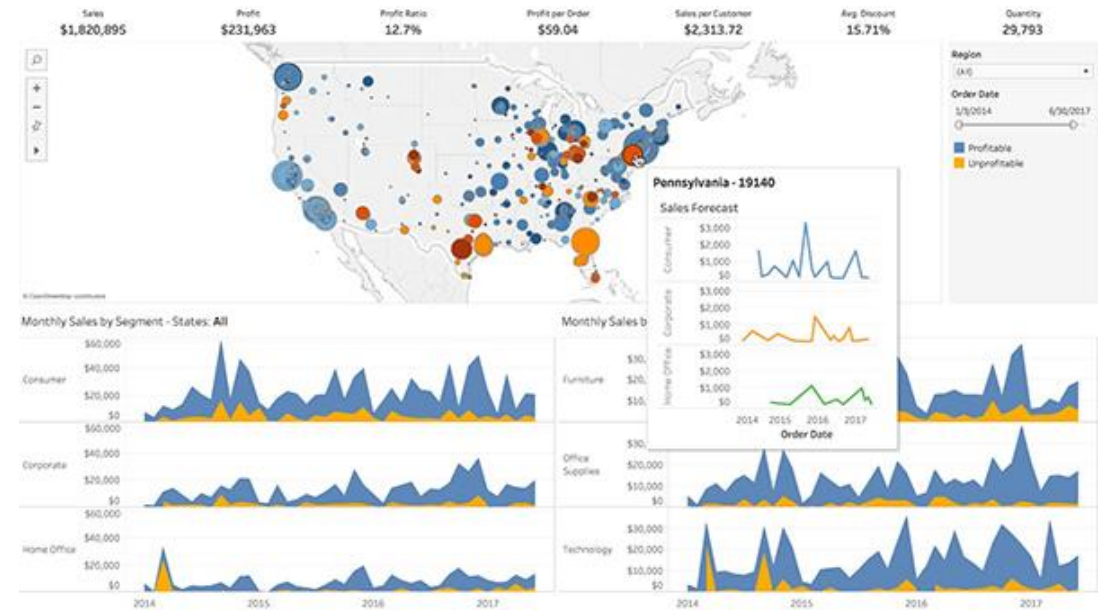 Sales Profit Profit Ratio Profit per Order Sales per Customer Avg. Discount Quantity
$1,820,895 $231,963 12.7% $59.04 $2,313.72 15.71% 29,793
Region
(All)
Order Date
1/3/2014 6/30/2017
Profitable
Unprofitable
Pennsylvania - 19140
Sales Forecast
Consumer
$3,000
$2,000
$1,000
$0
Corporate
$3,000
$2,000
$1,000
$0
Home Office
$3,000
$2,000
$1,000
$0
2014 2015 2016 2017
Order Date
Monthly Sales by Segment - States: All
Consumer
$60,000
$40,000
$20,000
$0
Corporate
$60,000
$40,000
$20,000
$0
Home Office
$60,000
$40,000
$20,000
$0
2014 2015 2016 2017
Monthly Sales b
Furniture
$30,
$20,
$10,
Office
Supplies
$30,
$20,000
$10,000
$0
Technology
$30,000
$20,000
$10,000
$0
2014 2015 2016 2017